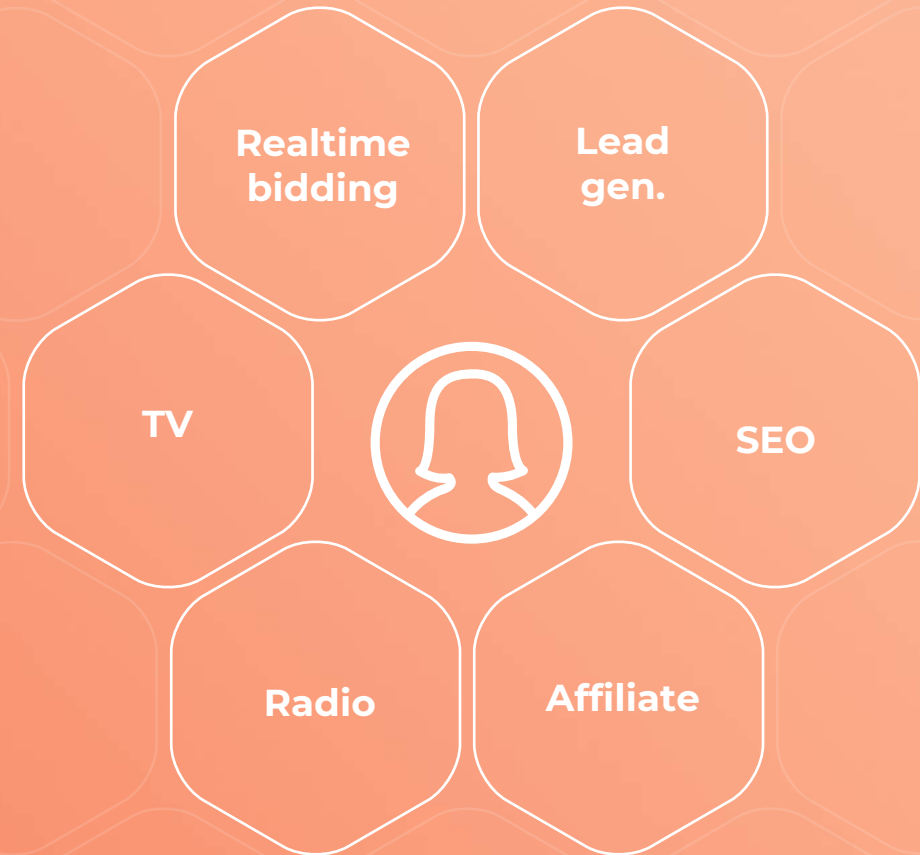 Realtime
bidding
Lead
gen.
TV
SEO
Radio
Affiliate